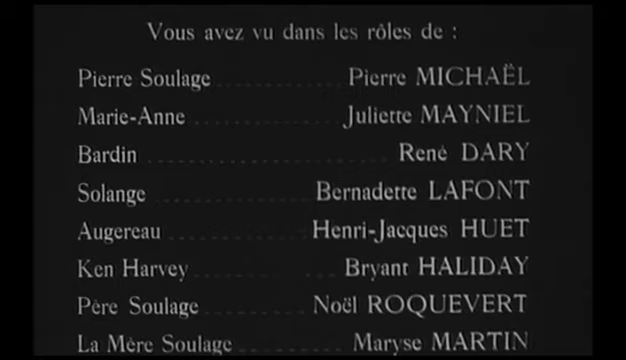 Vous avez vu dans les rôles de :
Pierre Soulage .................. Pierre MICHAËL
Marie-Anne .................. Juliette MAYNIEL
Bardin .................. René DARY
Solange .................. Bernadette LAFONT
Augereau .................. Henri-Jacques HUET
Ken Harvey .................. Bryant HALIDAY
Père Soulage .................. Noël ROQUEVERT
La Mère Soulage .................. Maryse MARTIN